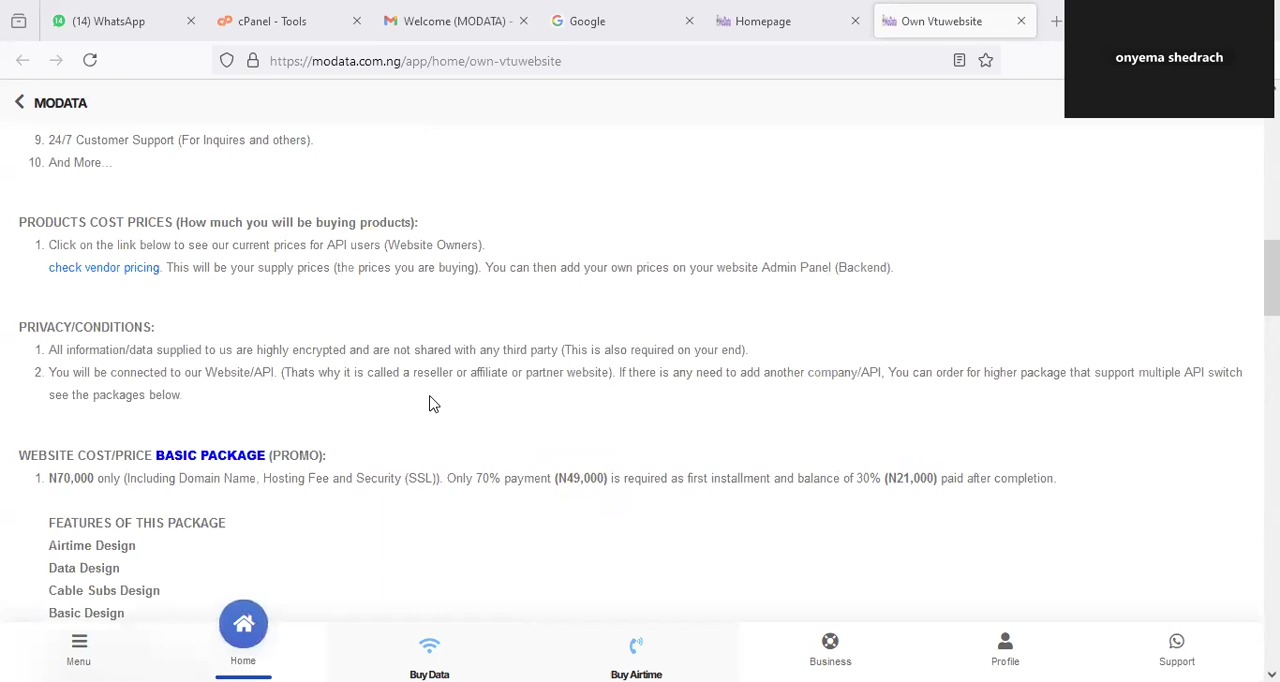 (14) WhatsApp
cPanel - Tools
Welcome (MODATA) -
Google
Homepage
Own Vtuwebsite
https://modata.com.ng/app/home/own-vtuwebsite
onyema shedrach
MODATA
9. 24/7 Customer Support (For Inquires and others).
10. And More...
PRODUCTS COST PRICES (How much you will be buying products):
1. Click on the link below to see our current prices for API users (Website Owners).
check vendor pricing. This will be your supply prices (the prices you are buying). You can then add your own prices on your website Admin Panel (Backend).
PRIVACY/CONDITIONS:
1. All information/data supplied to us are highly encrypted and are not shared with any third party (This is also required on your end).
2. You will be connected to our Website/API. (Thats why it is called a reseller or affiliate or partner website). If there is any need to add another company/API, You can order for higher package that support multiple API switch
see the packages below.
WEBSITE COST/PRICE BASIC PACKAGE (PROMO):
1. N70,000 only (Including Domain Name, Hosting Fee and Security (SSL)). Only 70% payment (N49,000) is required as first installment and balance of 30% (N21,000) paid after completion.
FEATURES OF THIS PACKAGE
Airtime Design
Data Design
Cable Subs Design
Basic Design
Menu
Home
Buy Data
Buy Airtime
Business
Profile
Support